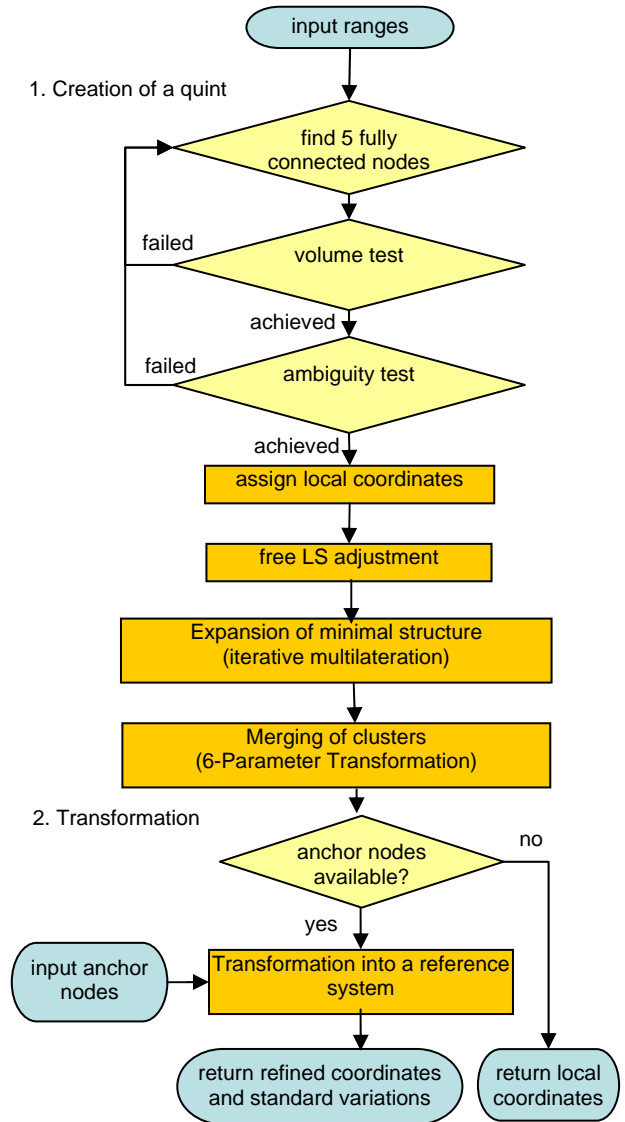 input ranges
1. Creation of a quint
find 5 fully
connected nodes
failed
volume test
achieved
failed
ambiguity test
achieved
assign local coordinates
free LS adjustment
Expansion of minimal structure
(iterative multilateration)
Merging of clusters
(6-Parameter Transformation)
2. Transformation
no
anchor nodes
available?
yes
input anchor
nodes
Transformation into a reference
system
return refined coordinates
and standard variations
return local
coordinates